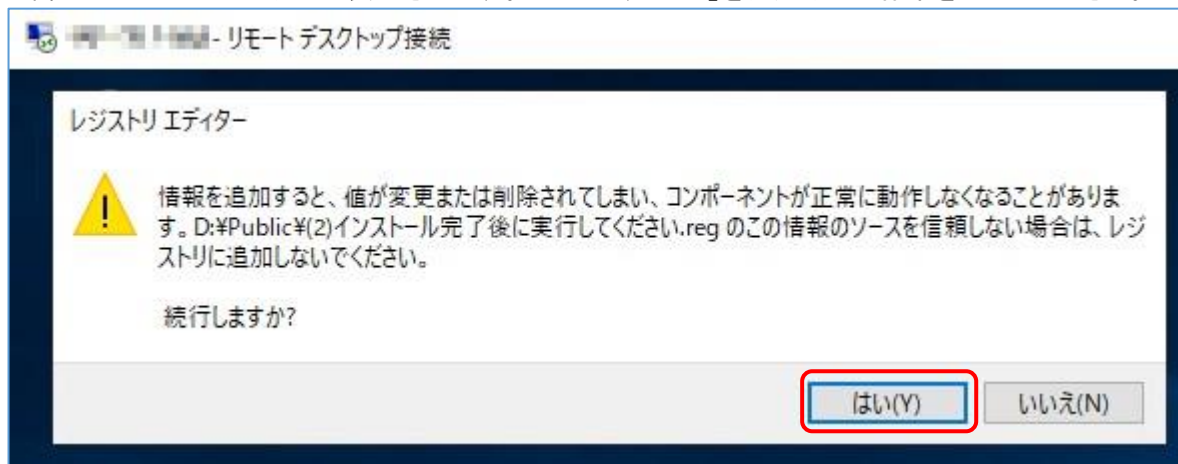 - リモート デスクトップ接続
レジストリ エディター
情報を追加すると、値が変更または削除されてしまい、コンポーネントが正常に動作しなくなることがありま
す。D:¥Public¥(2)インストール完了後に実行してください.reg のこの情報のソースを信頼しない場合は、レジ
ストリに追加しないでください。
続行しますか?
はい(Y)
いいえ(N)